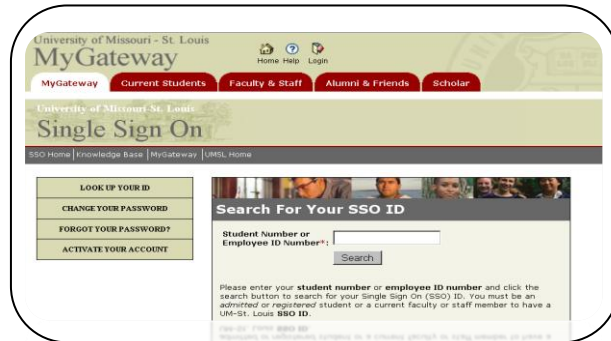 University of Missouri - St. Louis
MyGateway
Home Help Login
MyGateway Current Students Faculty & Staff Alumni & Friends Scholar
University of Missouri-St. Louis
Single Sign On
SSO Home | Knowledge Base | MyGateway | UMSL Home
LOOK UP YOUR ID
CHANGE YOUR PASSWORD
FORGOT YOUR PASSWORD?
ACTIVATE YOUR ACCOUNT
Search For Your SSO ID
Student Number or
Employee ID Number*:
Search
Please enter your student number or employee ID number and click the
search button to search for your Single Sign On (SSO) ID. You must be an
admitted or registered student or a current faculty or staff member to have a
UM-St. Louis SSO ID.